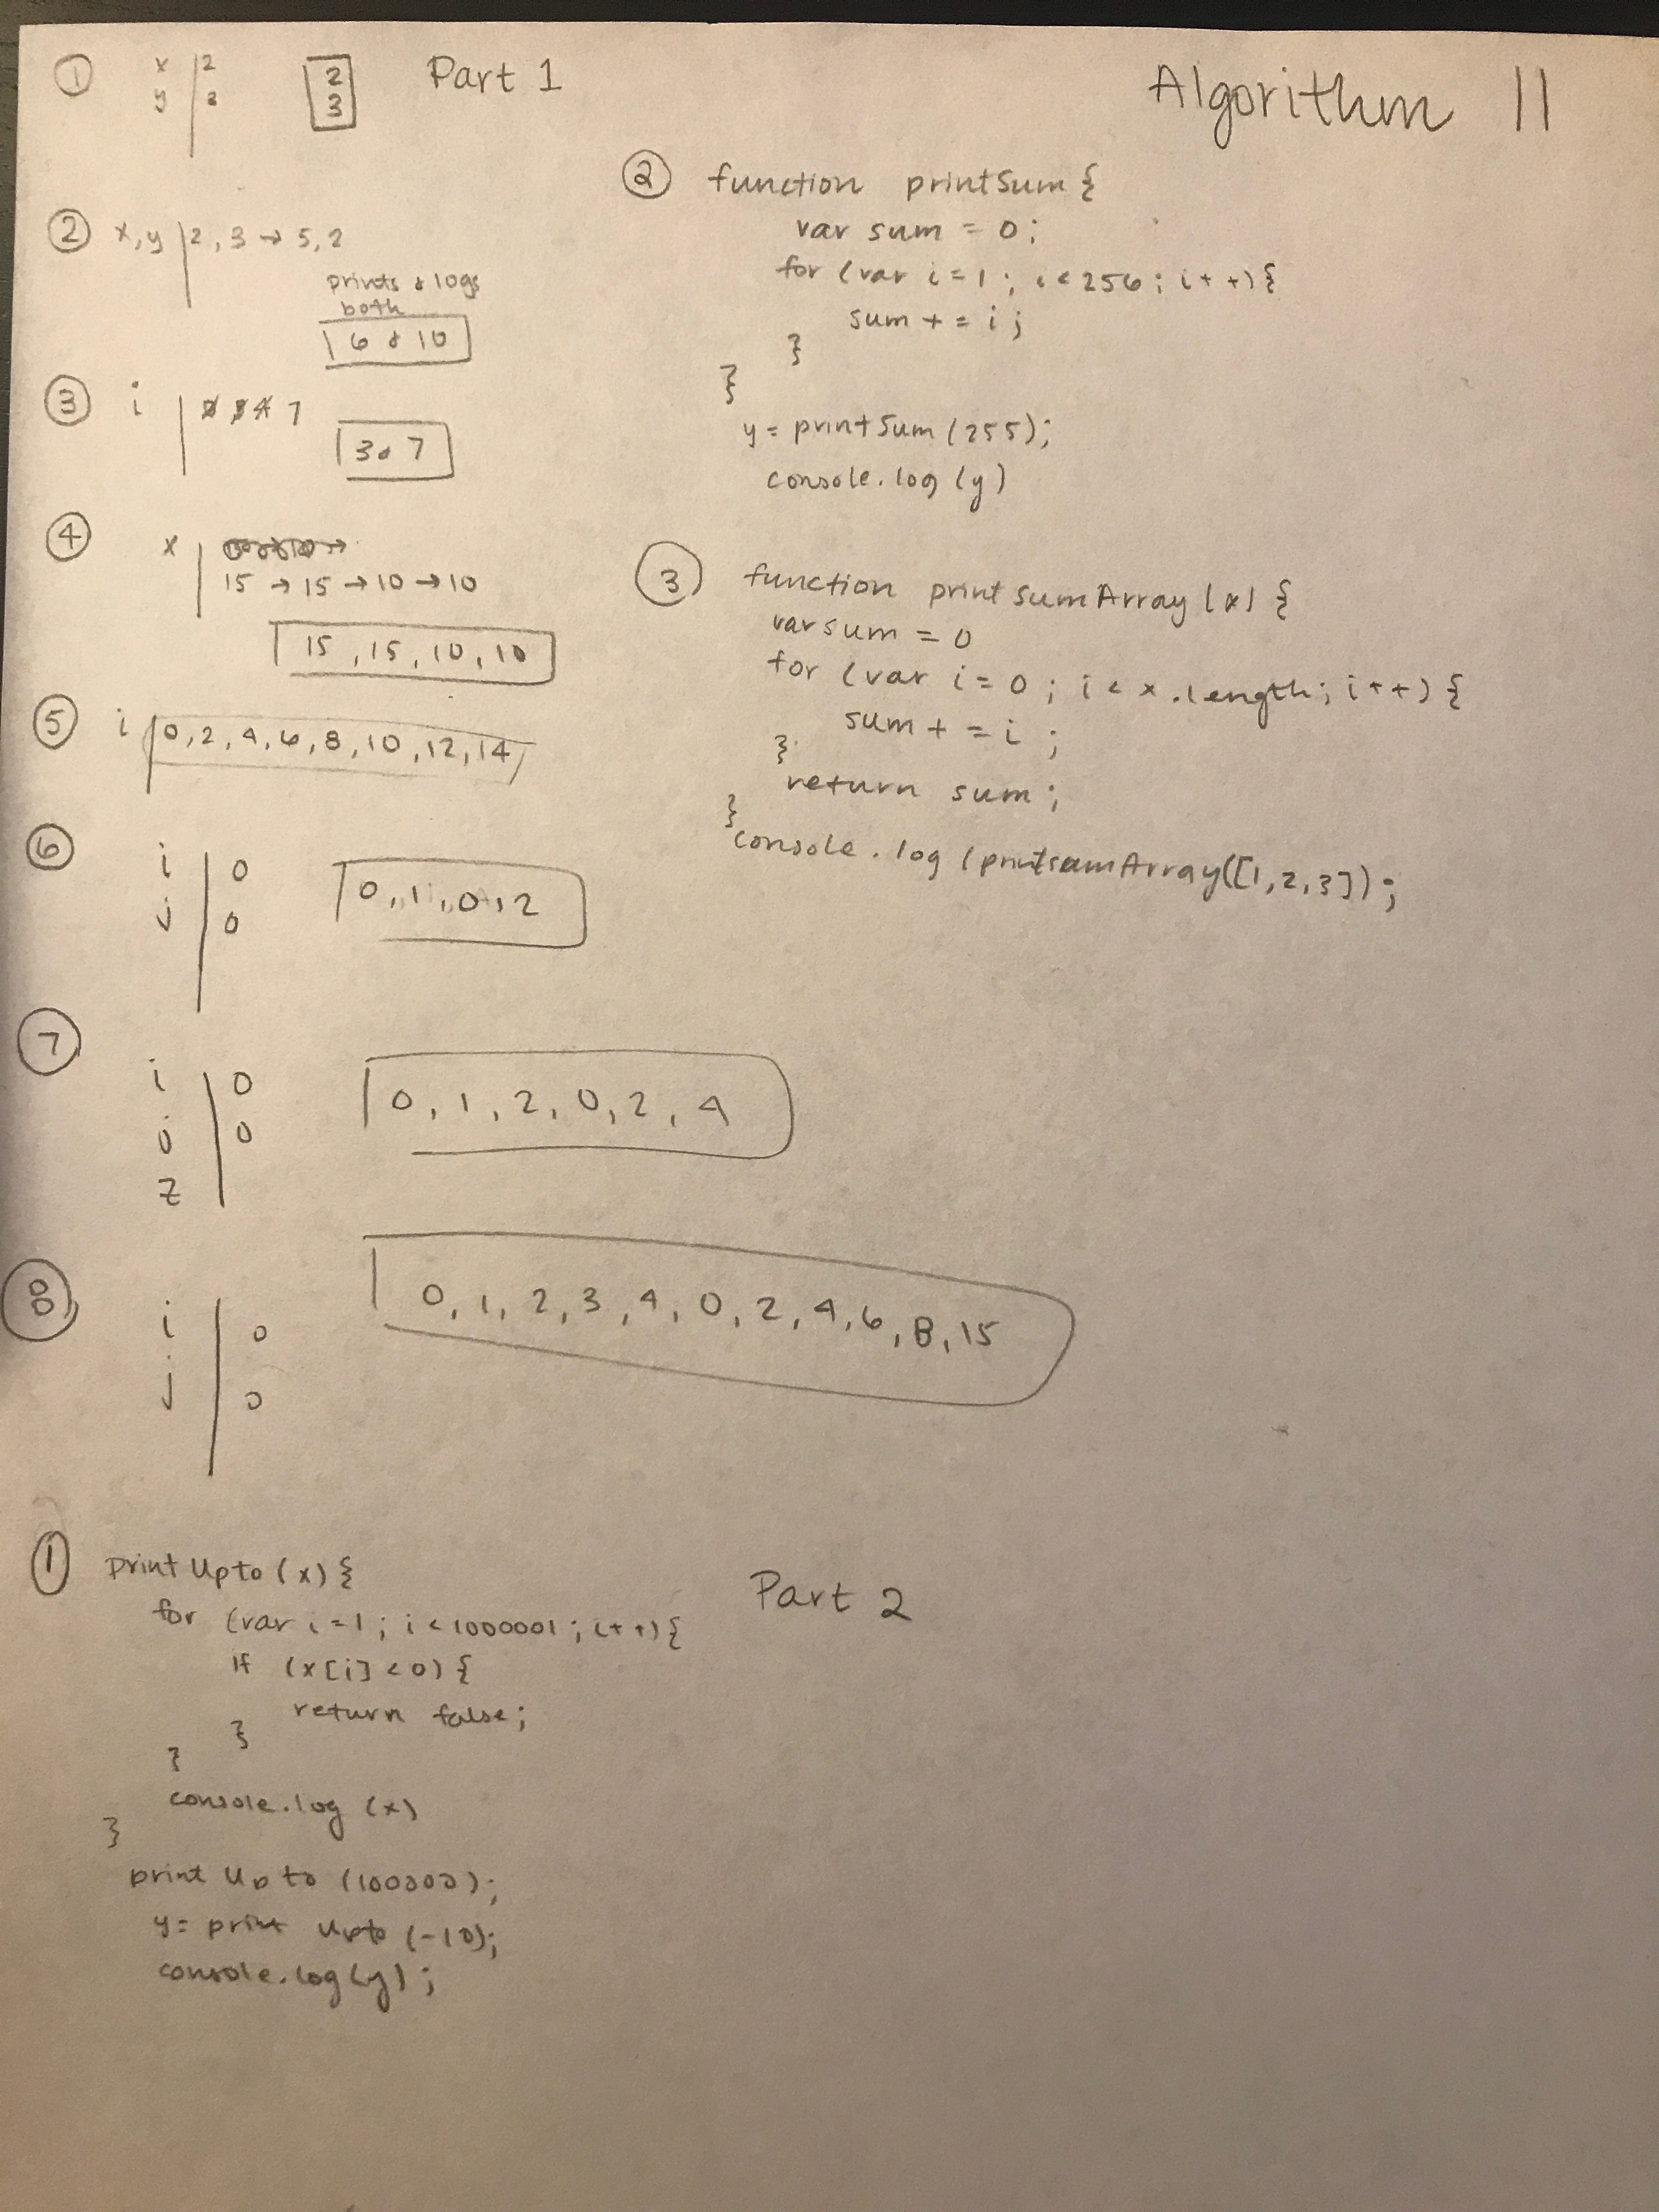 Algorithm 11
Part 1
① x | 2
y | 3
2
3
② x, y | 2, 3 → 5, 2
prints & logs
both
6 & 10
③ i | 2 3 4 7
3 & 7
④ x |
15 → 15 → 10 → 10
15, 15, 10, 10
⑤ i | 0, 2, 4, 6, 8, 10, 12, 14
⑥ i | 0
j | 0
0, 1, 0, 2
⑦
i | 0
j | 0
z |
0, 1, 2, 0, 2, 4
⑧
i | 0
j | 0
0, 1, 2, 3, 4, 0, 2, 4, 6, 8, 15
Part 2
① print Upto (x) {
for (var i = 1; i < 1000001; i++) {
if (x[i] < 0) {
return false;
}
}
console.log (x)
}
print Up to (100000);
y = print Upto (-10);
console.log(y);
② function printSum {
var sum = 0;
for (var i = 1; i < 256; i++) {
sum += i;
}
}
y = printSum (255);
console.log (y)
③ function printSumArray (x) {
var sum = 0
for (var i = 0; i < x.length; i++) {
sum += i;
}
return sum;
}
console.log (printsumArray([1,2,3]);